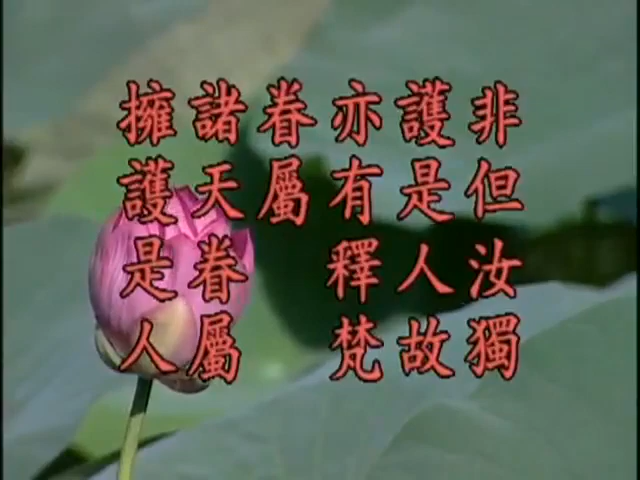 非但汝獨
護是人故
亦有釋梵
眷屬
諸天眷屬
擁護是人